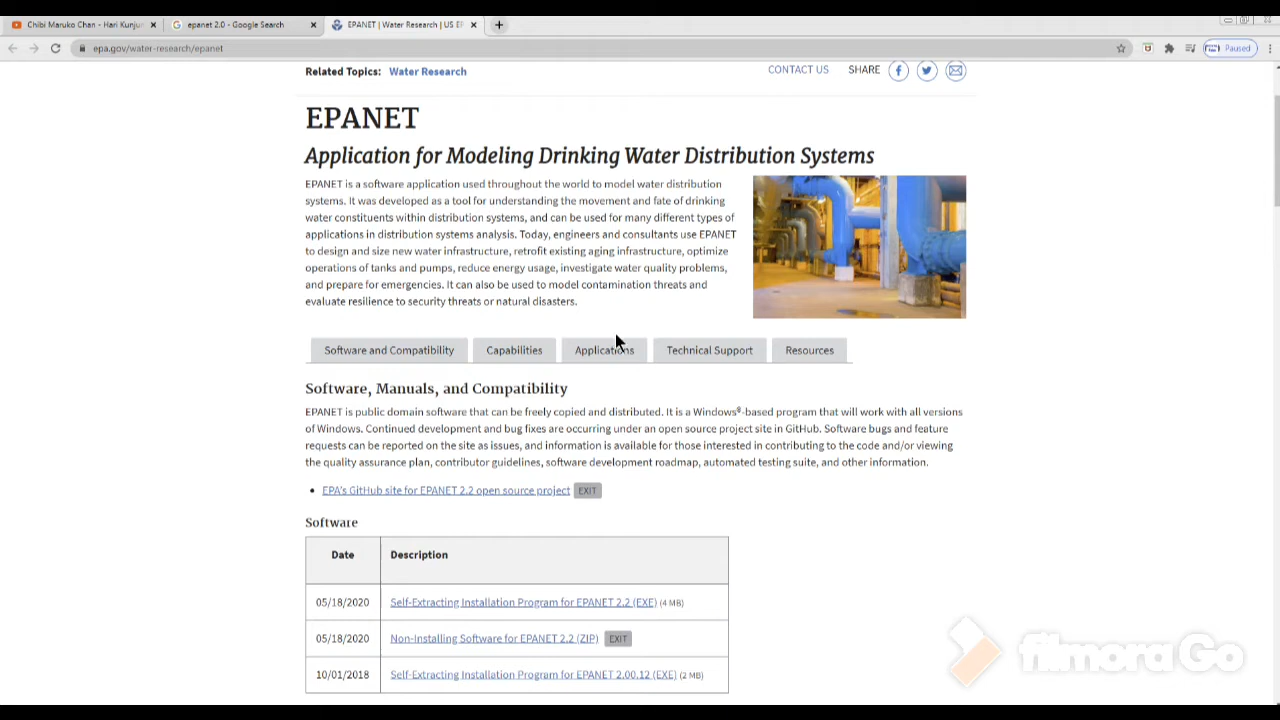 Chibi Maruko Chan - Hari Kunjun
epanet 2.0 - Google Search
EPANET | Water Research | US EP
epa.gov/water-research/epanet
Paused
Related Topics: Water Research
CONTACT US SHARE
EPANET
Application for Modeling Drinking Water Distribution Systems
EPANET is a software application used throughout the world to model water distribution
systems. It was developed as a tool for understanding the movement and fate of drinking
water constituents within distribution systems, and can be used for many different types of
applications in distribution systems analysis. Today, engineers and consultants use EPANET
to design and size new water infrastructure, retrofit existing aging infrastructure, optimize
operations of tanks and pumps, reduce energy usage, investigate water quality problems,
and prepare for emergencies. It can also be used to model contamination threats and
evaluate resilience to security threats or natural disasters.
Software and Compatibility Capabilities Applications Technical Support Resources
Software, Manuals, and Compatibility
EPANET is public domain software that can be freely copied and distributed. It is a Windows®-based program that will work with all versions
of Windows. Continued development and bug fixes are occurring under an open source project site in GitHub. Software bugs and feature
requests can be reported on the site as issues, and information is available for those interested in contributing to the code and/or viewing
the quality assurance plan, contributor guidelines, software development roadmap, automated testing suite, and other information.
• EPA's GitHub site for EPANET 2.2 open source project EXIT
Software
Date Description
05/18/2020 Self-Extracting Installation Program for EPANET 2.2 (EXE) (4 MB)
05/18/2020 Non-Installing Software for EPANET 2.2 (ZIP) EXIT
10/01/2018 Self-Extracting Installation Program for EPANET 2.00.12 (EXE) (2 MB)
filmora Go